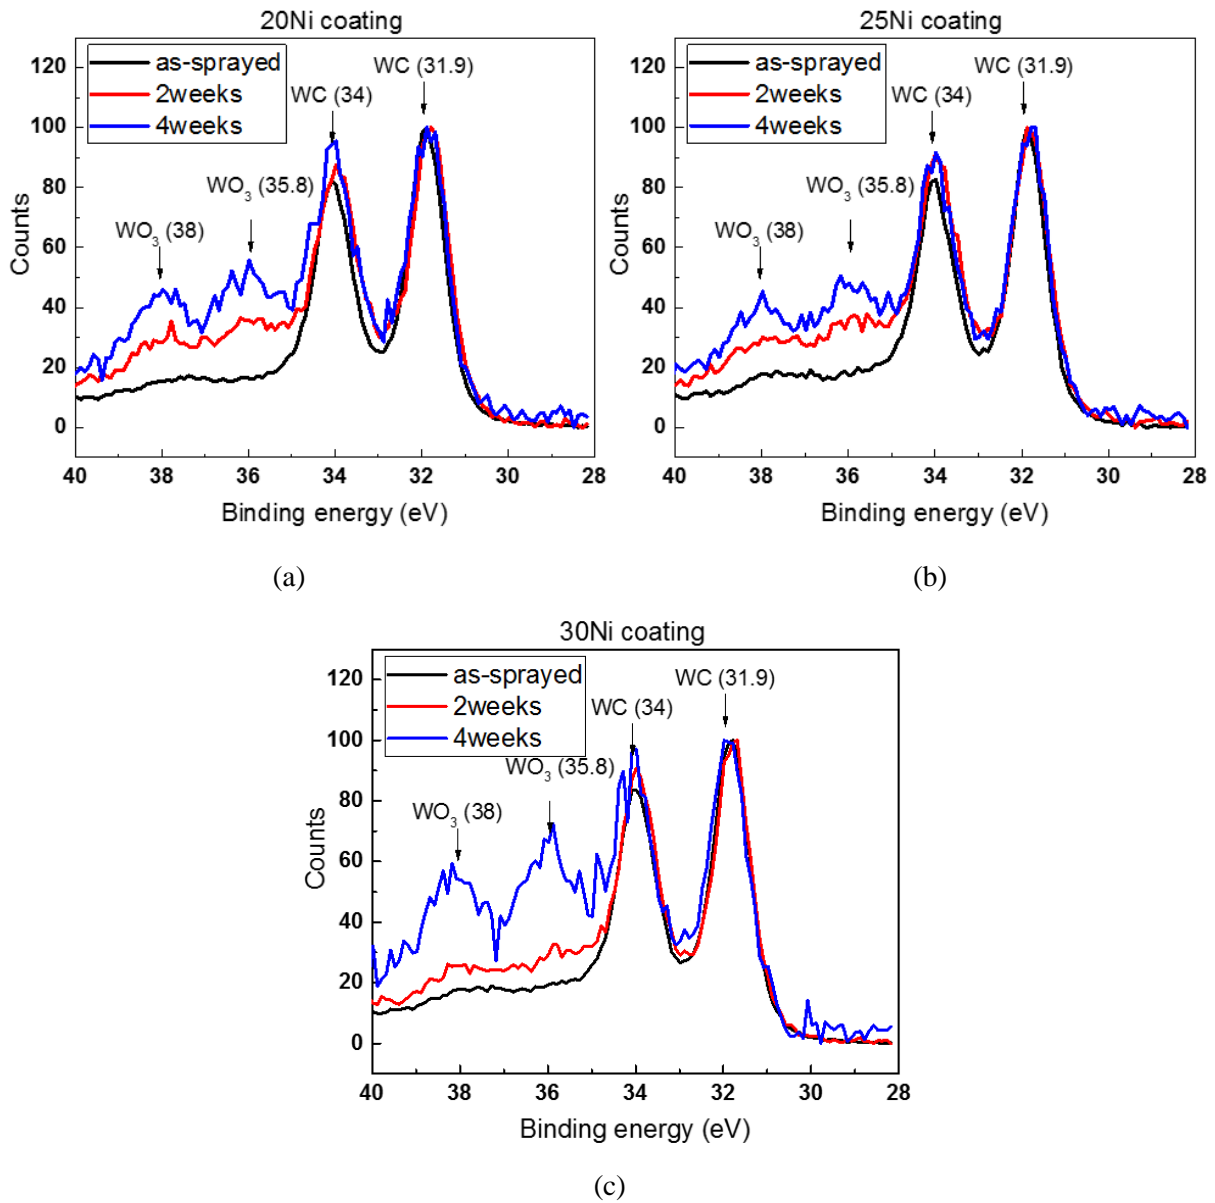 20Ni coating
as-sprayed
2weeks
4weeks
WC (31.9)
WC (34)
WO3 (35.8)
WO3 (38)
Counts
120
100
80
60
40
20
0
40 38 36 34 32 30 28
Binding energy (eV)
(a)
25Ni coating
as-sprayed
2weeks
4weeks
WC (31.9)
WC (34)
WO3 (35.8)
WO3 (38)
Counts
120
100
80
60
40
20
0
40 38 36 34 32 30 28
Binding energy (eV)
(b)
30Ni coating
as-sprayed
2weeks
4weeks
WC (31.9)
WC (34)
WO3 (35.8)
WO3 (38)
Counts
120
100
80
60
40
20
0
40 38 36 34 32 30 28
Binding energy (eV)
(c)